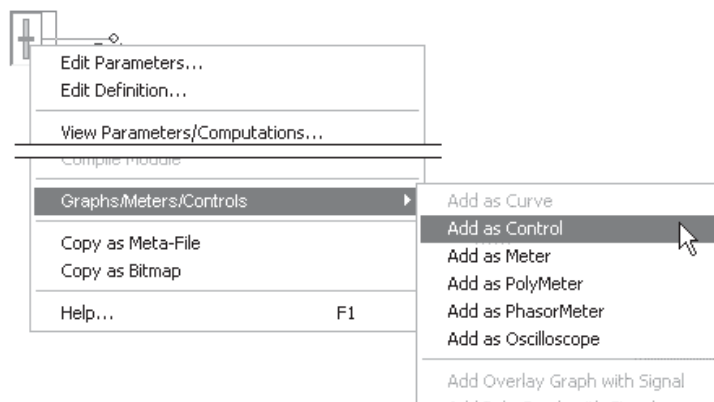 Edit Parameters...
Edit Definition...
View Parameters/Computations...
Compile Module
Graphs/Meters/Controls
Copy as Meta-File
Copy as Bitmap
Help... F1
Add as Curve
Add as Control
Add as Meter
Add as PolyMeter
Add as PhasorMeter
Add as Oscilloscope
Add Overlay Graph with Signal